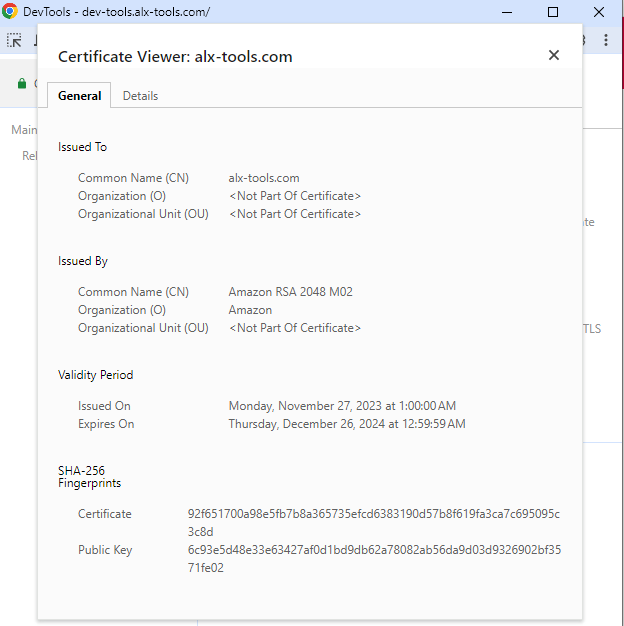 DevTools - dev-tools.alx-tools.com/
Certificate Viewer: alx-tools.com
General Details
Main
Issued To
Common Name (CN) alx-tools.com
Organization (O) <Not Part Of Certificate>
Organizational Unit (OU) <Not Part Of Certificate>
Issued By
Common Name (CN) Amazon RSA 2048 M02
Organization (O) Amazon
Organizational Unit (OU) <Not Part Of Certificate>
TLS
Validity Period
Issued On Monday, November 27, 2023 at 1:00:00 AM
Expires On Thursday, December 26, 2024 at 12:59:59 AM
SHA-256
Fingerprints
Certificate 92f651700a98e5fb7b8a365735efcd6383190d57b8f619fa3ca7c695095c
3c8d
Public Key 6c93e5d48e33e63427af0d1bd9db62a78082ab56da9d03d9326902bf35
71fe02